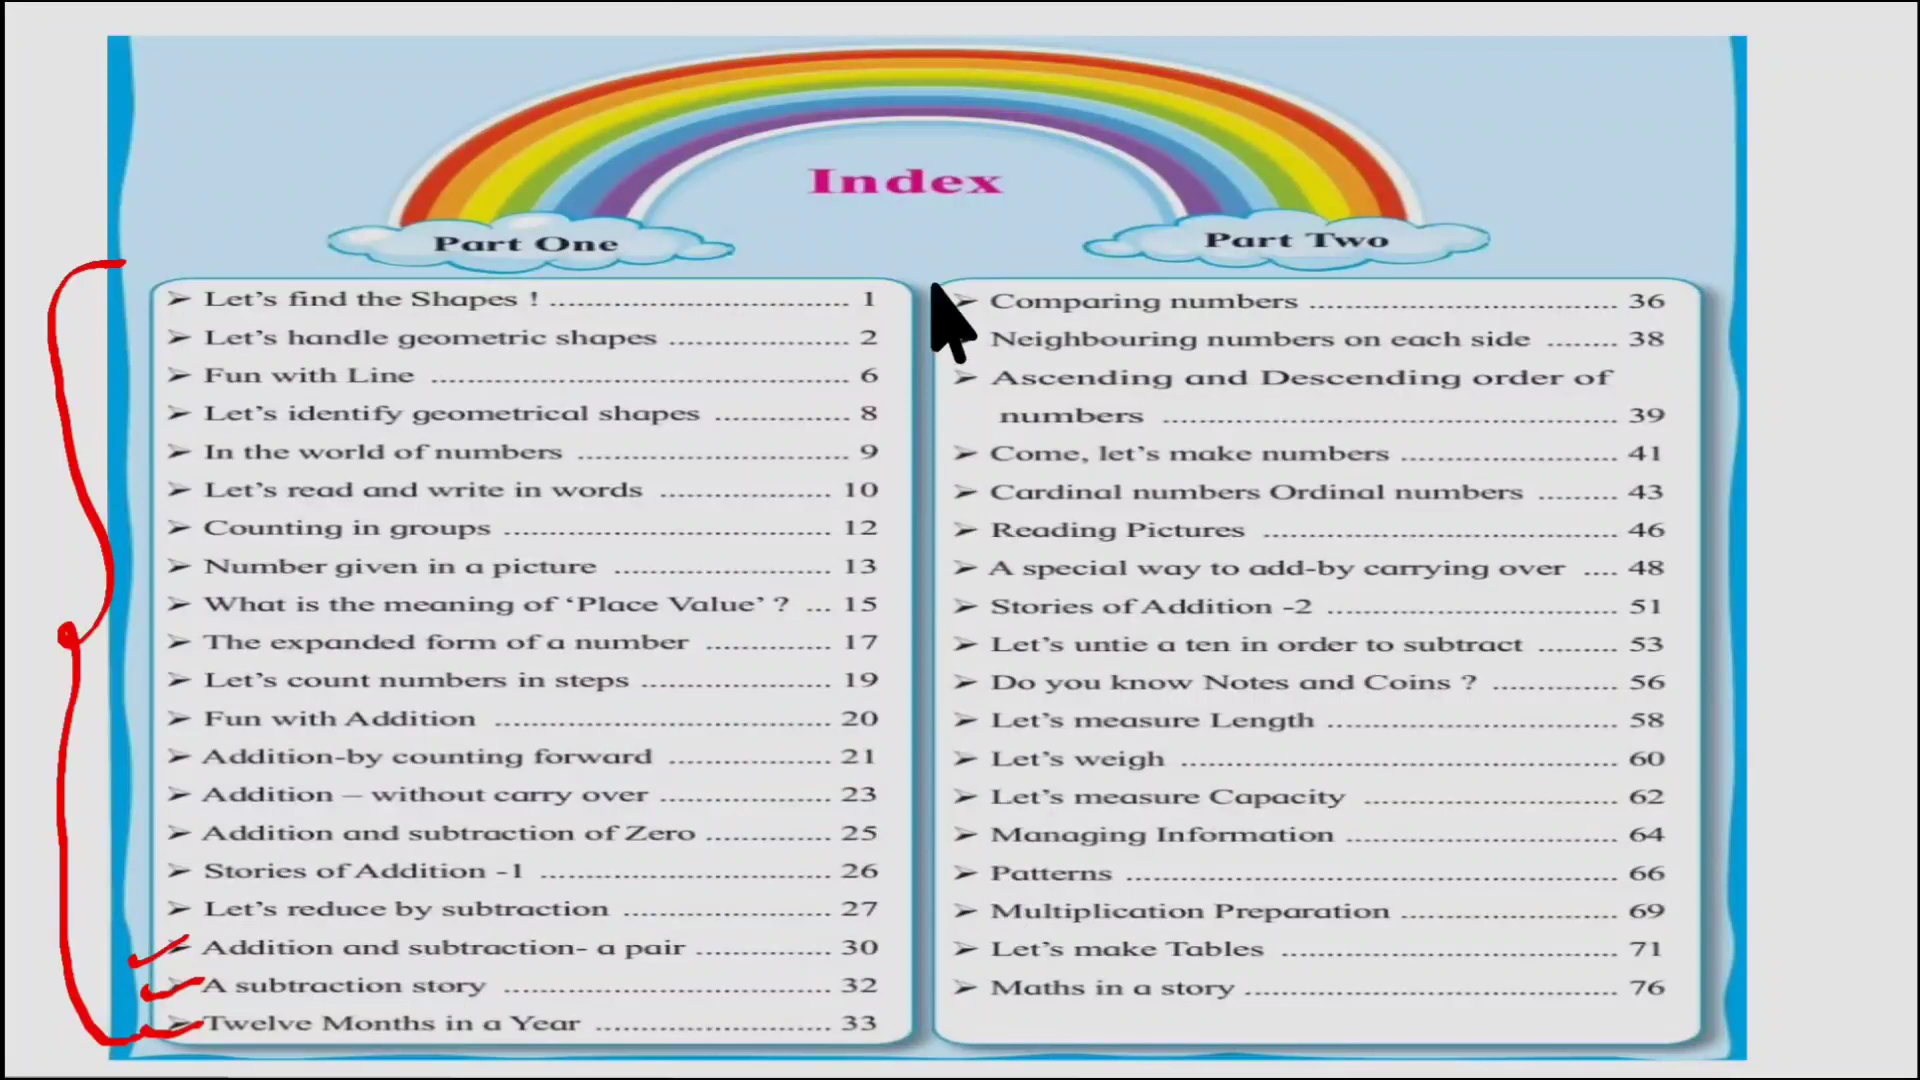 Index
Part One
Let's find the Shapes ! ................................ 1
Let's handle geometric shapes ................... 2
Fun with Line ............................................. 6
Let's identify geometrical shapes .............. 8
In the world of numbers ............................. 9
Let's read and write in words .................... 10
Counting in groups ..................................... 12
Number given in a picture ......................... 13
What is the meaning of ‘Place Value’ ? ... 15
The expanded form of a number ............... 17
Let's count numbers in steps ...................... 19
Fun with Addition ...................................... 20
Addition-by counting forward ................... 21
Addition – without carry over .................... 23
Addition and subtraction of Zero ............... 25
Stories of Addition -1 ................................. 26
Let's reduce by subtraction ........................ 27
Addition and subtraction- a pair ................ 30
A subtraction story ..................................... 32
Twelve Months in a Year ........................... 33
Part Two
Comparing numbers .................................. 36
Neighbouring numbers on each side ........ 38
Ascending and Descending order of
numbers .................................................... 39
Come, let's make numbers ........................ 41
Cardinal numbers Ordinal numbers ......... 43
Reading Pictures ....................................... 46
A special way to add-by carrying over .... 48
Stories of Addition -2 ................................ 51
Let's untie a ten in order to subtract ......... 53
Do you know Notes and Coins ? .............. 56
Let's measure Length ................................ 58
Let's weigh ................................................ 60
Let's measure Capacity ............................ 62
Managing Information .............................. 64
Patterns ...................................................... 66
Multiplication Preparation ........................ 69
Let's make Tables ..................................... 71
Maths in a story ......................................... 76